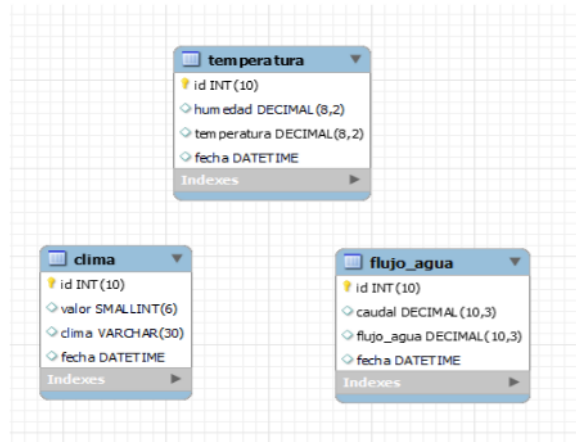 temperatura
id INT(10)
humedad DECIMAL(8,2)
temperatura DECIMAL(8,2)
fecha DATETIME
Indexes
clima
id INT(10)
valor SMALLINT(6)
clima VARCHAR(30)
fecha DATETIME
Indexes
flujo_agua
id INT(10)
caudal DECIMAL(10,3)
flujo_agua DECIMAL(10,3)
fecha DATETIME
Indexes